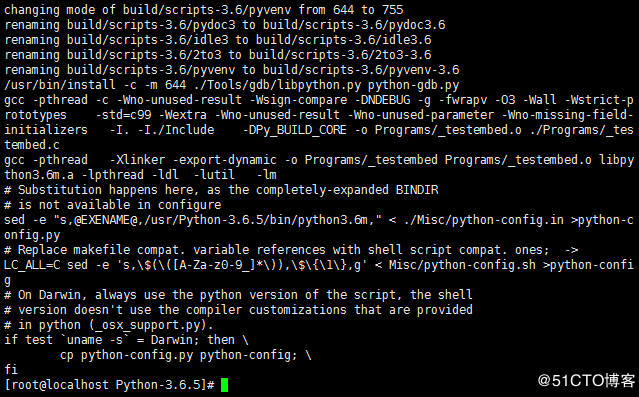 changing mode of build/scripts-3.6/pyvenv from 644 to 755
renaming build/scripts-3.6/pydoc3 to build/scripts-3.6/pydoc3.6
renaming build/scripts-3.6/idle3 to build/scripts-3.6/idle3.6
renaming build/scripts-3.6/2to3 to build/scripts-3.6/2to3-3.6
renaming build/scripts-3.6/pyvenv to build/scripts-3.6/pyvenv-3.6
/usr/bin/install -c -m 644 ./Tools/gdb/libpython.py python-gdb.py
gcc -pthread -c -Wno-unused-result -Wsign-compare -DNDEBUG -g -fwrapv -O3 -Wall -Wstrict-p
rototypes    -std=c99 -Wextra -Wno-unused-result -Wno-unused-parameter -Wno-missing-field-
initializers   -I. -I./Include    -DPy_BUILD_CORE -o Programs/_testembed.o ./Programs/_tes
tembed.c
gcc -pthread   -Xlinker -export-dynamic -o Programs/_testembed Programs/_testembed.o libpy
thon3.6m.a -lpthread -ldl  -lutil   -lm
# Substitution happens here, as the completely-expanded BINDIR
# is not available in configure
sed -e "s,@EXENAME@,/usr/Python-3.6.5/bin/python3.6m," < ./Misc/python-config.in >python-c
onfig.py
# Replace makefile compat. variable references with shell script compat. ones;  ->
LC_ALL=C sed -e 's,\$(\([A-Za-z0-9_]*\)),\$\{\1\},g' < Misc/python-config.sh >python-confi
g
# On Darwin, always use the python version of the script, the shell
# version doesn't use the compiler customizations that are provided
# in python (_osx_support.py).
if test `uname -s` = Darwin; then \
        cp python-config.py python-config; \
fi
[root@localhost Python-3.6.5]#
@51CTO博客